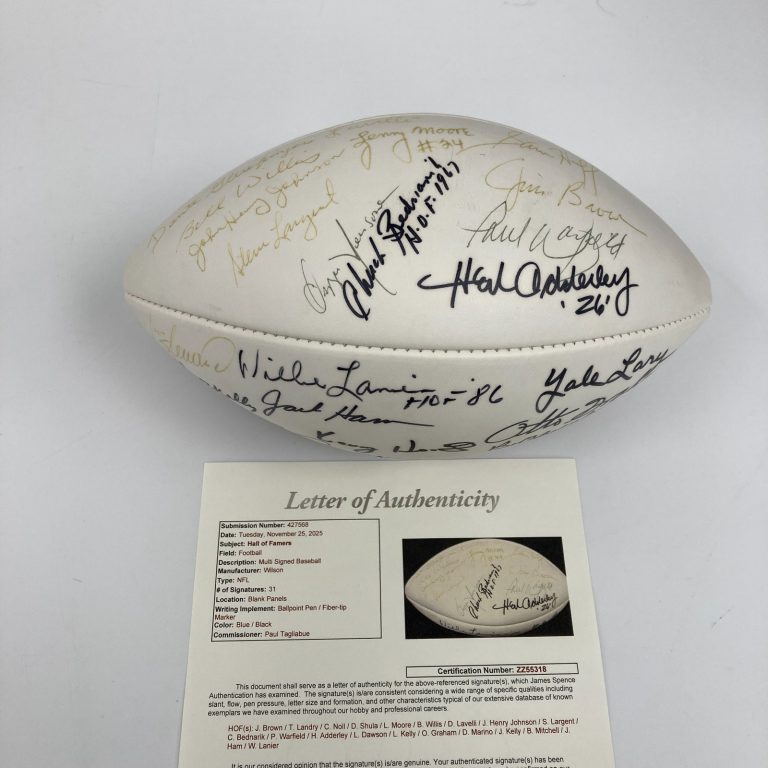 Dante Lavelli
Lenny Moore
#24
Sam Huff
Bill Willis
John Henry Johnson
Steve Largent
Jim Brown
Chuck Bednarik
H.O.F. 1967
Paul Warfield
Herb Adderley
'26'
Willie Lanier
HOF-86
Yale Lary
Jack Ham
Otto
Letter of Authenticity
Submission Number: 427568
Date: Tuesday, November 25, 2025
Subject: Hall of Famers
Field: Football
Description: Multi Signed Baseball
Manufacturer: Wilson
Type: NFL
# of Signatures: 31
Location: Blank Panels
Writing Implement: Ballpoint Pen / Fiber-tip
Marker
Color: Blue / Black
Commissioner: Paul Tagliabue
Certification Number: ZZ55318
This document shall serve as a letter of authenticity for the above-referenced signature(s), which James Spence
Authentication has examined. The signature(s) is/are consistent considering a wide range of specific qualities including
slant, flow, pen pressure, letter size and formation, and other characteristics typical of our extensive database of known
exemplars we have examined throughout our hobby and professional careers.
HOF(s): J. Brown / T. Landry / C. Noll / D. Shula / L. Moore / B. Willis / D. Lavelli / J. Henry Johnson / S. Largent /
C. Bednarik / P. Warfield / H. Adderley / L. Dawson / L. Kelly / O. Graham / D. Marino / J. Kelly / B. Mitchell / J.
Ham / W. Lanier
It is our considered opinion that the signature(s) is/are genuine. Your authenticated signature(s) has been